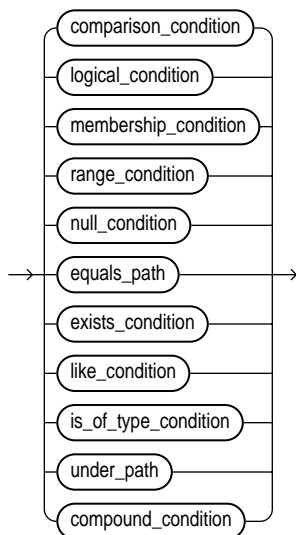 comparison_condition
logical_condition
membership_condition
range_condition
null_condition
equals_path
exists_condition
like_condition
is_of_type_condition
under_path
compound_condition